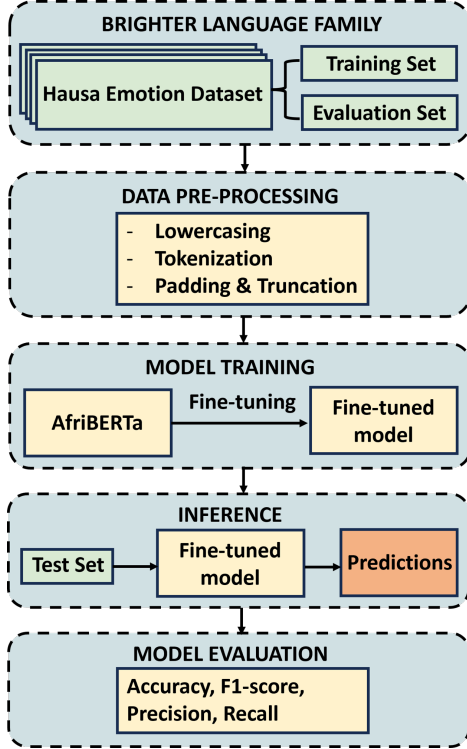 BRIGHTER LANGUAGE FAMILY
Hausa Emotion Dataset
Training Set
Evaluation Set
DATA PRE-PROCESSING
- Lowercasing
- Tokenization
- Padding & Truncation
MODEL TRAINING
AfriBERTa
Fine-tuning
Fine-tuned
model
INFERENCE
Test Set
Fine-tuned
model
Predictions
MODEL EVALUATION
Accuracy, F1-score,
Precision, Recall